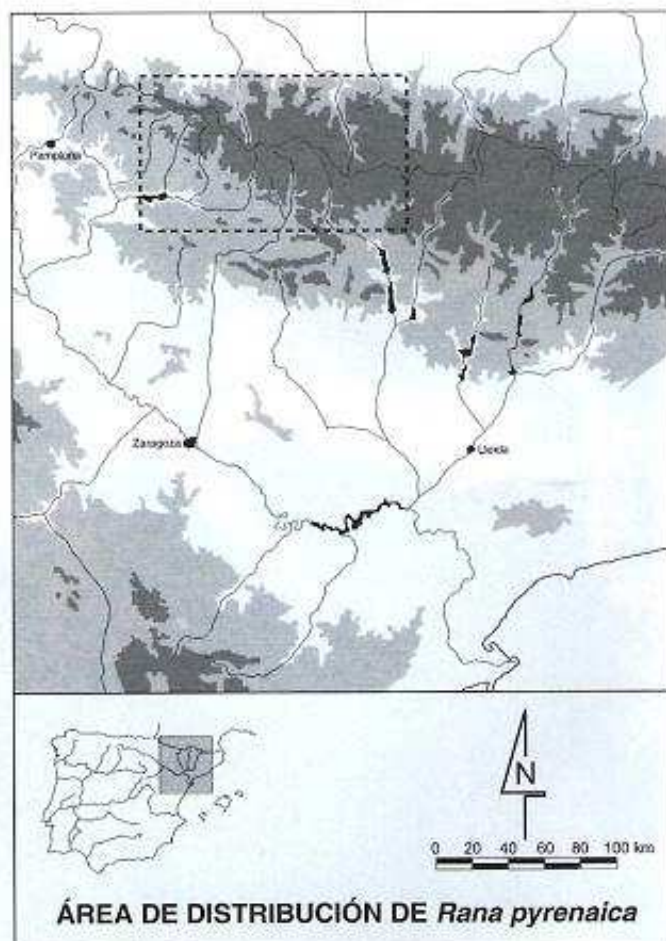 Pamplona
Zaragoza
Lleida
N
0 20 40 60 80 100 km
ÁREA DE DISTRIBUCIÓN DE Rana pyrenaica